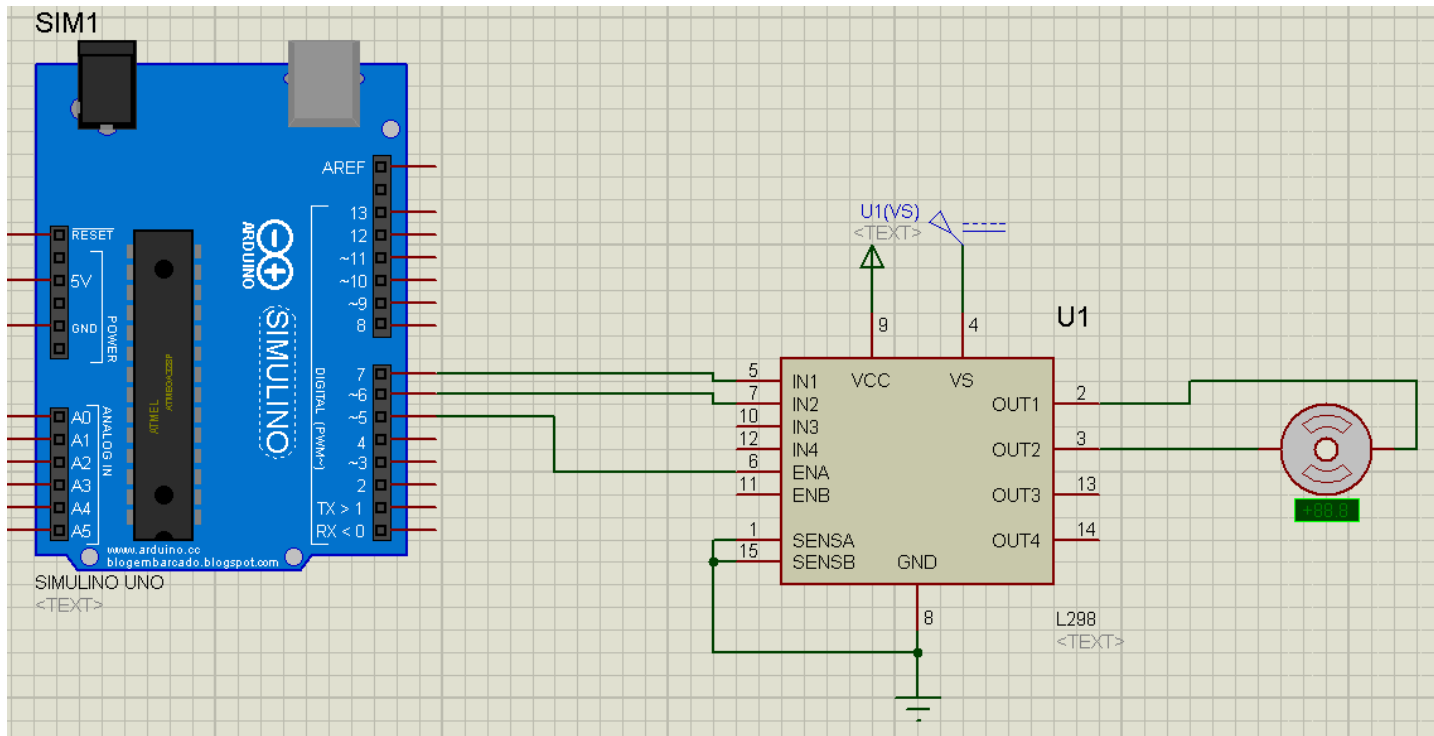 SIM1
AREF
13
12
~11
~10
~9
8
RESET
5V
GND
POWER
ARDUINO
SIMULINO
DIGITAL (PWM~)
7
~6
~5
4
~3
2
TX > 1
RX < 0
A0
A1
A2
A3
A4
A5
ANALOG IN
ATMEL
www.arduino.cc
blogembarcado.blogspot.com
SIMULINO UNO
<TEXT>
U1(VS)
<TEXT>
9
4
U1
5
7
10
12
6
11
1
15
IN1
IN2
IN3
IN4
ENA
ENB
SENSA
SENSB
VCC
VS
GND
OUT1
OUT2
OUT3
OUT4
2
3
13
14
8
L298
<TEXT>
+88.8